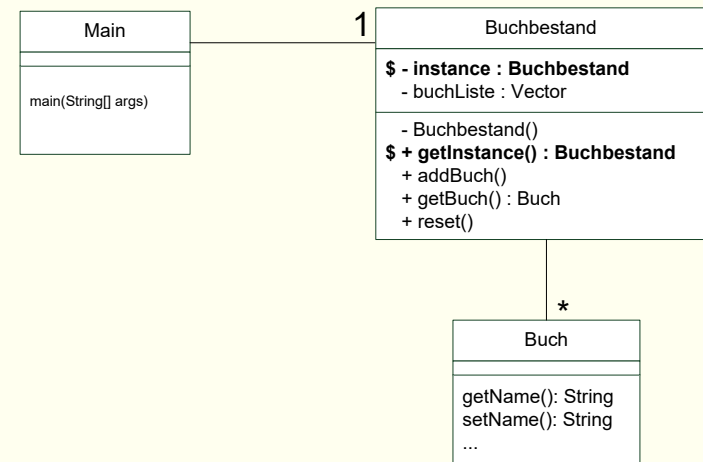 Main
main(String[] args)
1
Buchbestand
$ - instance : Buchbestand
- buchListe : Vector
- Buchbestand()
$ + getInstance() : Buchbestand
+ addBuch()
+ getBuch() : Buch
+ reset()
*
Buch
getName(): String
setName(): String
...